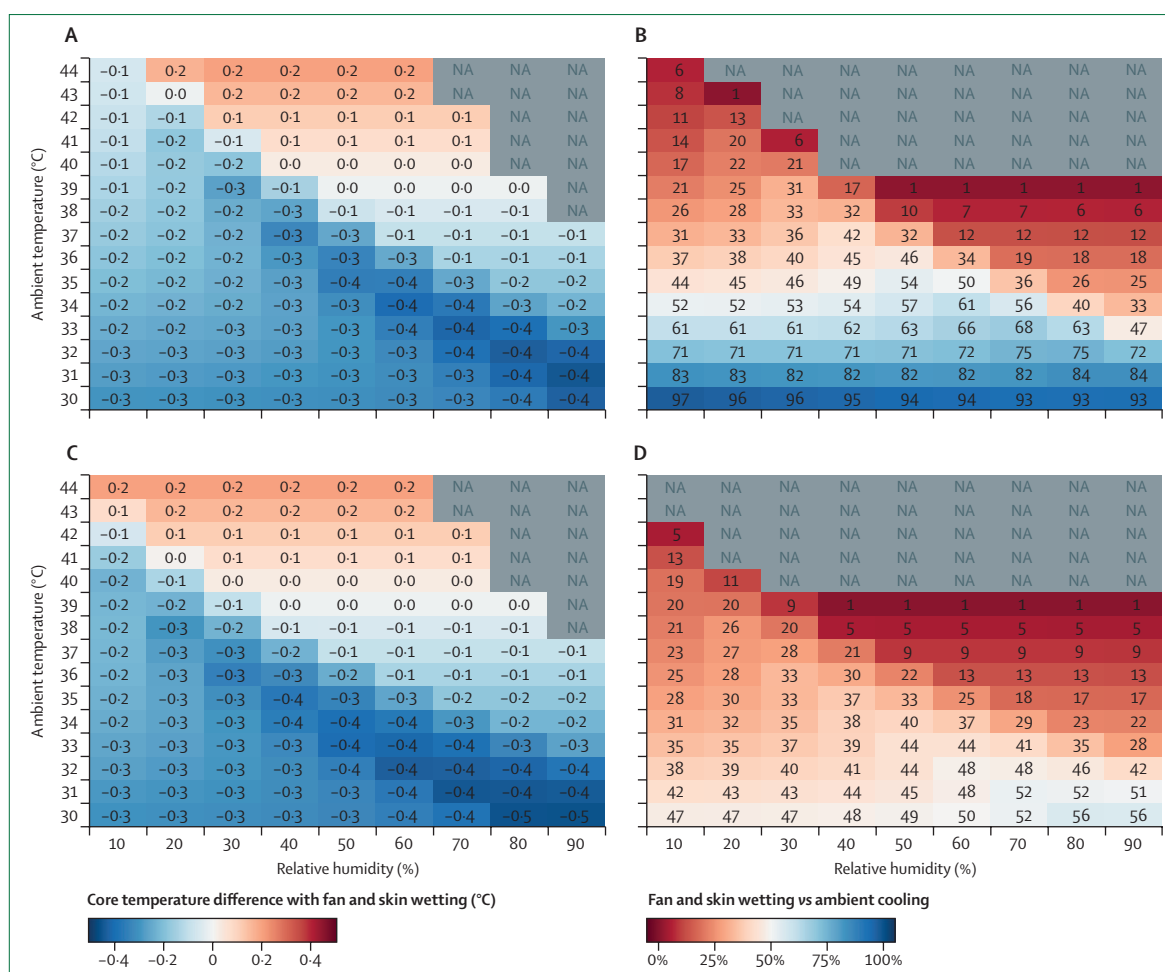 A
44 –0·1 0·2 0·2 0·2 0·2 0·2 NA NA NA
43 –0·1 0·0 0·2 0·2 0·2 0·2 NA NA NA
42 –0·1 –0·1 0·1 0·1 0·1 0·1 0·1 NA NA
41 –0·1 –0·2 –0·1 0·1 0·1 0·1 0·1 NA NA
40 –0·1 –0·2 –0·2 0·0 0·0 0·0 0·0 NA NA
39 –0·1 –0·2 –0·3 –0·1 0·0 0·0 0·0 0·0 NA
38 –0·2 –0·2 –0·2 –0·3 –0·1 –0·1 –0·1 –0·1 NA
37 –0·2 –0·2 –0·2 –0·3 –0·3 –0·1 –0·1 –0·1 –0·1
36 –0·2 –0·2 –0·2 –0·3 –0·3 –0·3 –0·1 –0·1 –0·1
35 –0·2 –0·2 –0·2 –0·3 –0·4 –0·4 –0·3 –0·2 –0·2
34 –0·2 –0·2 –0·2 –0·3 –0·3 –0·4 –0·4 –0·3 –0·2
33 –0·2 –0·2 –0·3 –0·3 –0·3 –0·4 –0·4 –0·4 –0·3
32 –0·3 –0·3 –0·3 –0·3 –0·3 –0·3 –0·4 –0·4 –0·4
31 –0·3 –0·3 –0·3 –0·3 –0·3 –0·3 –0·3 –0·4 –0·4
30 –0·3 –0·3 –0·3 –0·3 –0·3 –0·3 –0·3 –0·4 –0·4
Ambient temperature (°C)
B
6 NA NA NA NA NA NA NA NA
8 1 NA NA NA NA NA NA NA
11 13 NA NA NA NA NA NA NA
14 20 6 NA NA NA NA NA NA
17 22 21 NA NA NA NA NA NA
21 25 31 17 1 1 1 1 1
26 28 33 32 10 7 7 6 6
31 33 36 42 32 12 12 12 12
37 38 40 45 46 34 19 18 18
44 45 46 49 54 50 36 26 25
52 52 53 54 57 61 56 40 33
61 61 61 62 63 66 68 63 47
71 71 71 71 71 72 75 75 72
83 83 82 82 82 82 82 84 84
97 96 96 95 94 94 93 93 93
C
44 0·2 0·2 0·2 0·2 0·2 0·2 NA NA NA
43 0·1 0·2 0·2 0·2 0·2 0·2 NA NA NA
42 –0·1 0·1 0·1 0·1 0·1 0·1 0·1 NA NA
41 –0·2 0·0 0·1 0·1 0·1 0·1 0·1 NA NA
40 –0·2 –0·1 0·0 0·0 0·0 0·0 0·0 NA NA
39 –0·2 –0·2 –0·1 0·0 0·0 0·0 0·0 0·0 NA
38 –0·2 –0·3 –0·2 –0·1 –0·1 –0·1 –0·1 –0·1 NA
37 –0·2 –0·3 –0·3 –0·2 –0·1 –0·1 –0·1 –0·1 –0·1
36 –0·2 –0·2 –0·3 –0·3 –0·2 –0·1 –0·1 –0·1 –0·1
35 –0·2 –0·2 –0·3 –0·4 –0·3 –0·3 –0·2 –0·2 –0·2
34 –0·2 –0·3 –0·3 –0·4 –0·4 –0·4 –0·3 –0·2 –0·2
33 –0·3 –0·3 –0·3 –0·3 –0·4 –0·4 –0·4 –0·3 –0·3
32 –0·3 –0·3 –0·3 –0·3 –0·4 –0·4 –0·4 –0·4 –0·4
31 –0·3 –0·3 –0·3 –0·3 –0·3 –0·4 –0·4 –0·4 –0·4
30 –0·3 –0·3 –0·3 –0·3 –0·4 –0·4 –0·4 –0·5 –0·5
Ambient temperature (°C)
10 20 30 40 50 60 70 80 90
Relative humidity (%)
D
NA NA NA NA NA NA NA NA NA
NA NA NA NA NA NA NA NA NA
5 NA NA NA NA NA NA NA NA
13 NA NA NA NA NA NA NA NA
19 11 NA NA NA NA NA NA NA
20 20 9 1 1 1 1 1 1
21 26 20 5 5 5 5 5 5
23 27 28 21 9 9 9 9 9
25 28 33 30 22 13 13 13 13
28 30 33 37 33 25 18 17 17
31 32 35 38 40 37 29 23 22
35 35 37 39 44 44 41 35 28
38 39 40 41 44 48 48 46 42
42 43 43 44 45 48 52 52 51
47 47 47 48 49 50 52 56 56
10 20 30 40 50 60 70 80 90
Relative humidity (%)
Core temperature difference with fan and skin wetting (°C)
–0·4 –0·2 0 0·2 0·4
Fan and skin wetting vs ambient cooling
0% 25% 50% 75% 100%